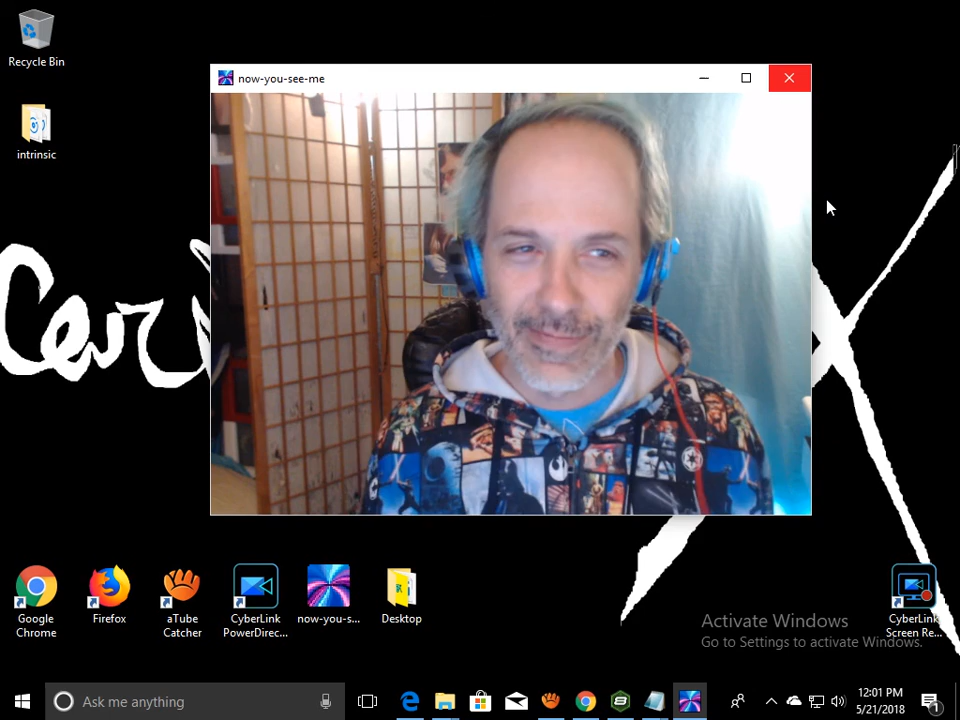 Recycle Bin
now-you-see-me
intrinsic
Google
Chrome
Firefox
aTube
Catcher
CyberLink
PowerDirec...
now-you-s...
Desktop
CyberLink
Screen Re...
Activate Windows
Go to Settings to activate Windows.
Ask me anything
12:01 PM
5/21/2018
1